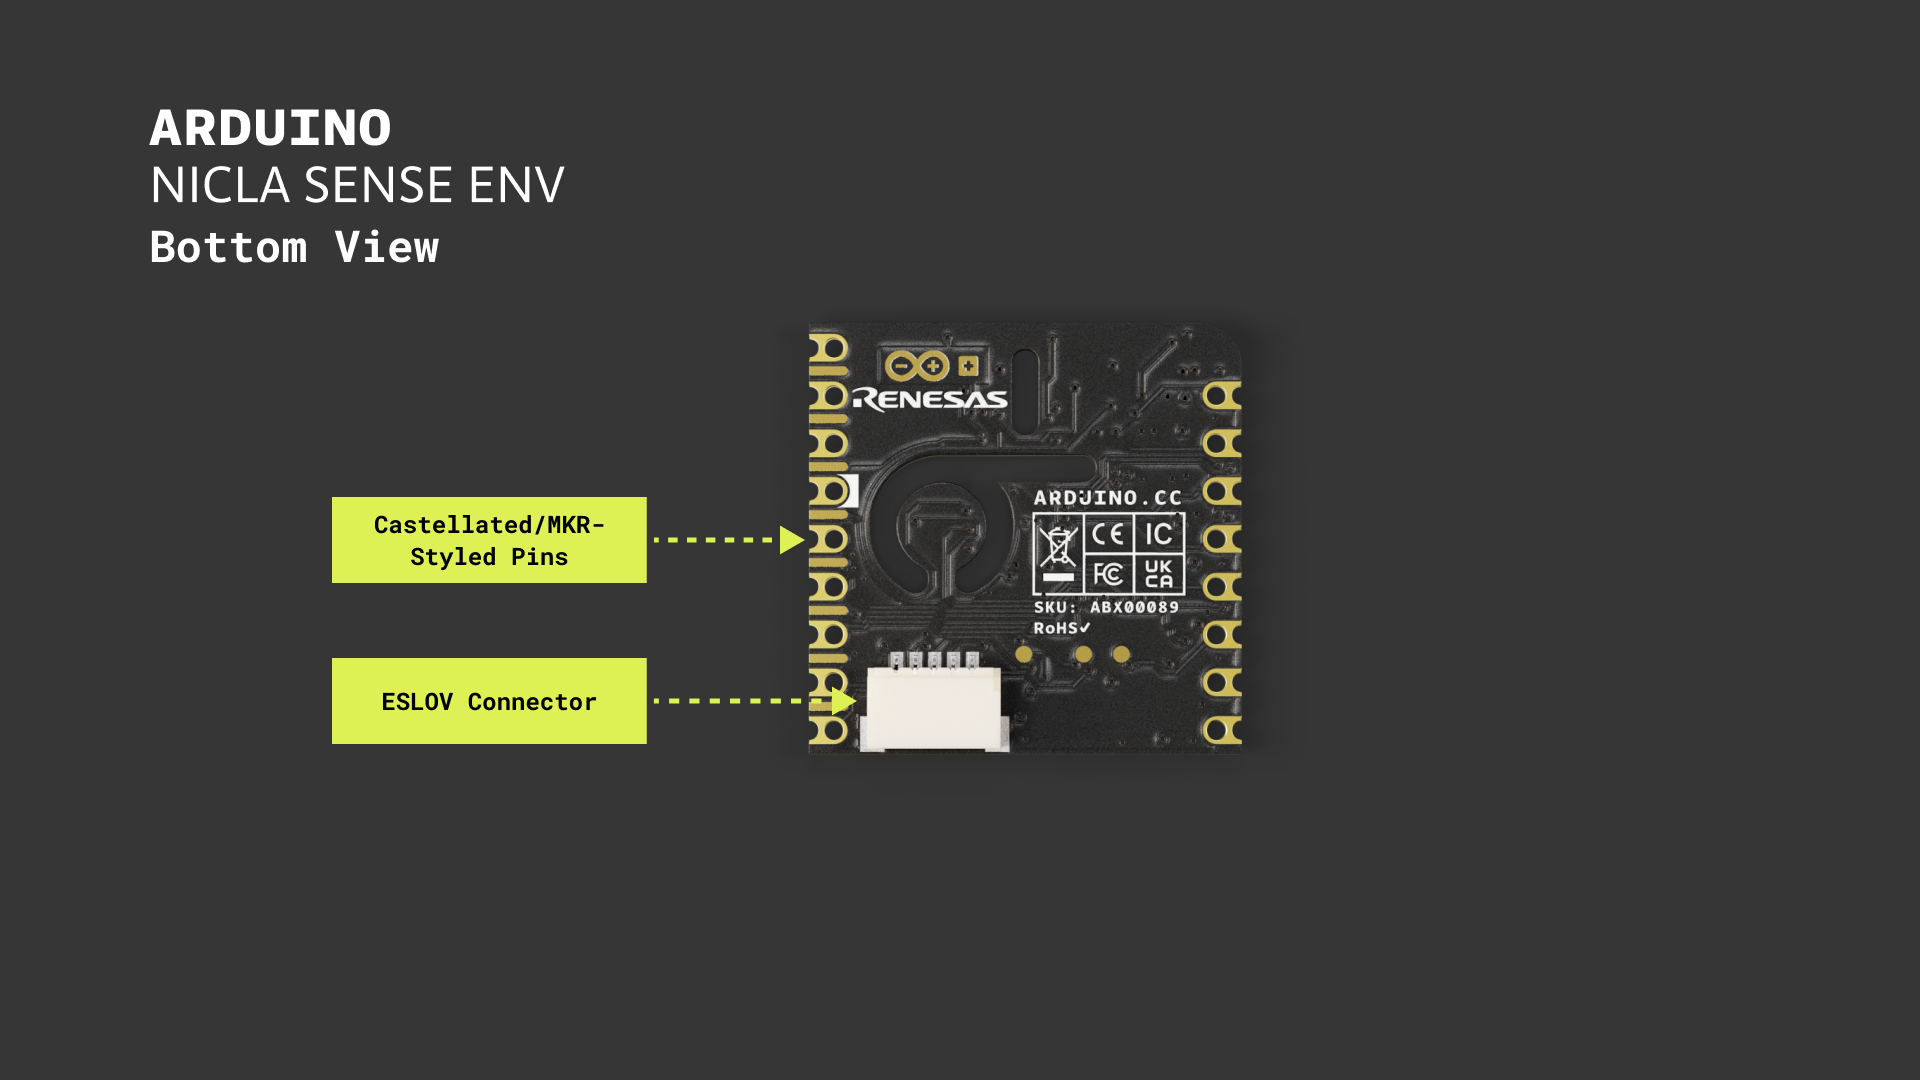 ARDUINO
NICLA SENSE ENV
Bottom View
RENESAS
ARDUINO.CC
Castellated/MKR-
Styled Pins
CE
IC
FC
UK
CA
SKU: ABX00089
RoHS✓
ESLOV Connector